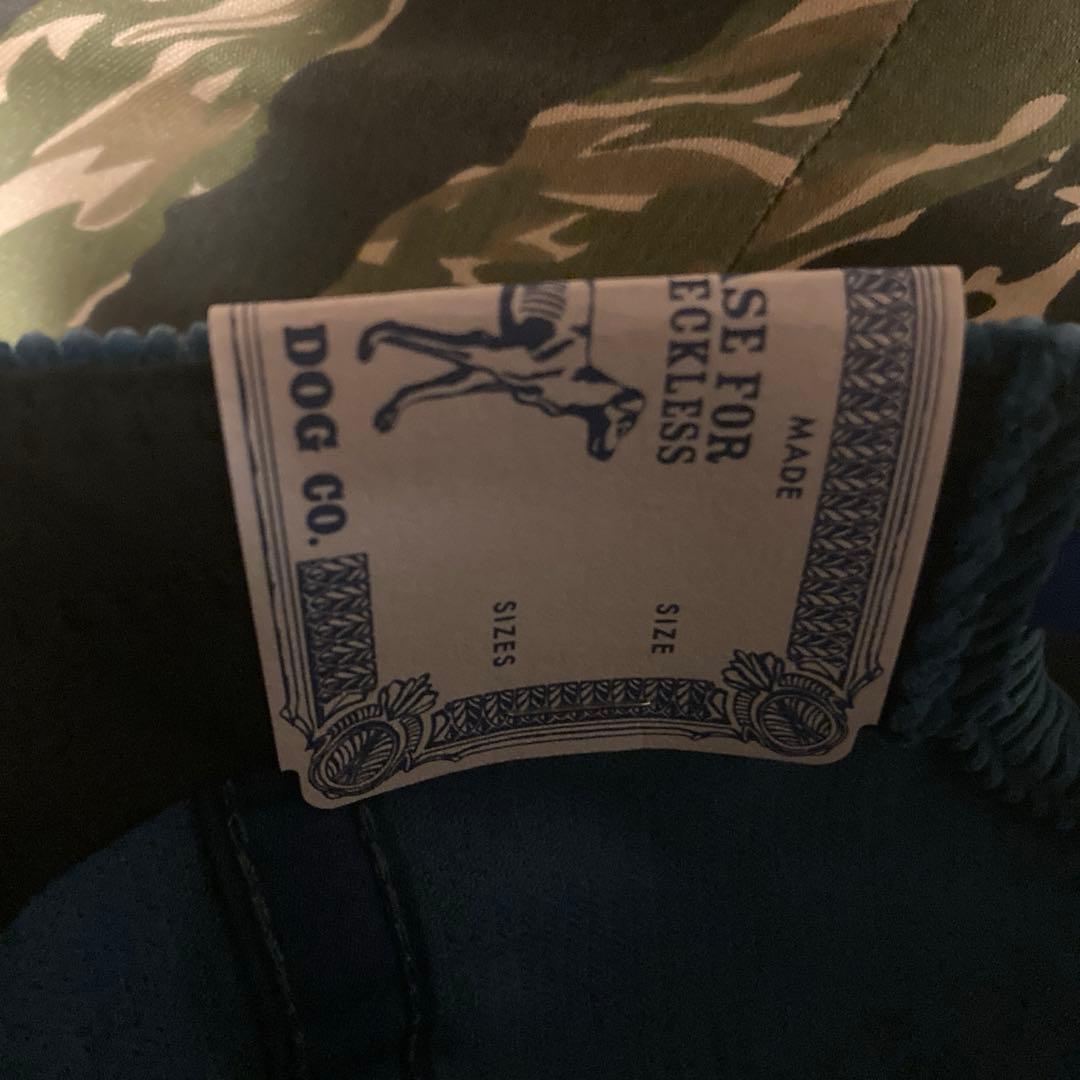 MADE
SE FOR
ECKLESS
SIZE
SIZES
DOG CO.